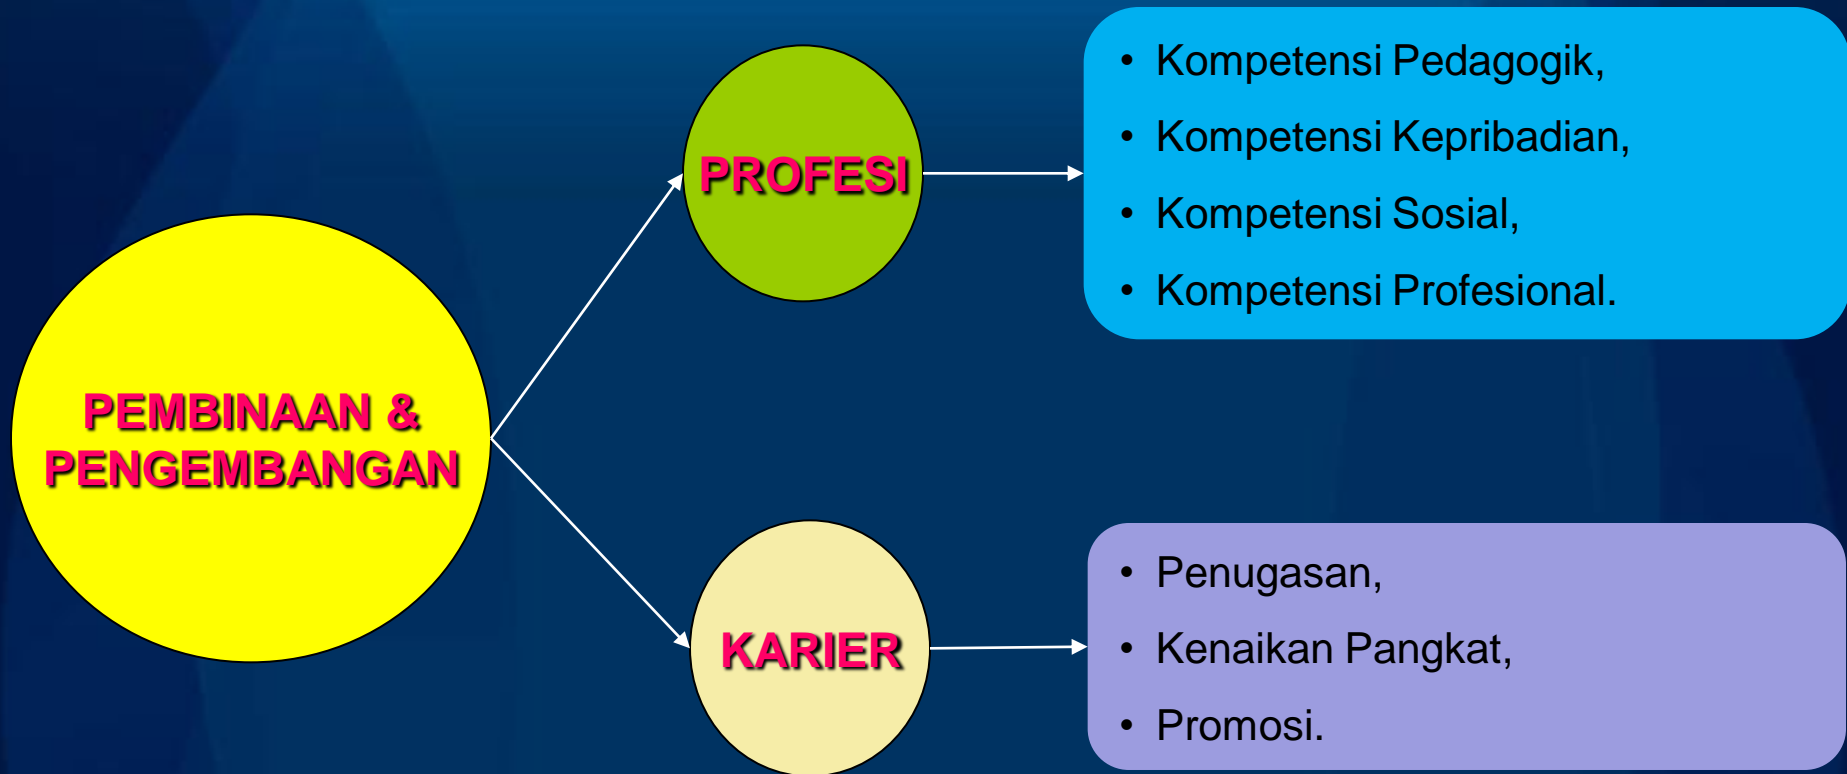 PEMBINAAN &
PENGEMBANGAN
PROFESI
• Kompetensi Pedagogik,
• Kompetensi Kepribadian,
• Kompetensi Sosial,
• Kompetensi Profesional.
KARIER
• Penugasan,
• Kenaikan Pangkat,
• Promosi.